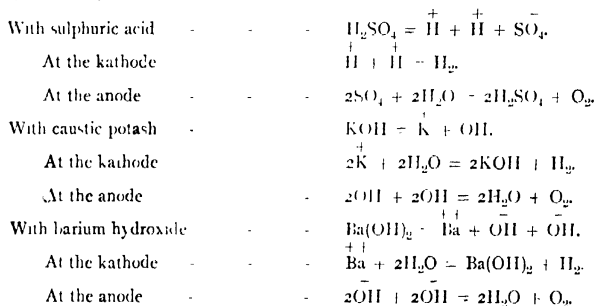 With sulphuric acid - - H₂SO₄ = H⁺ + H⁺ + SO₄⁻.
At the kathode - - H⁺ + H⁺ = H₂.
At the anode - - 2SO₄ + 2H₂O = 2H₂SO₄ + O₂.
With caustic potash - - KOH = K⁺ + OH.
At the kathode - - 2K⁺ + 2H₂O = 2KOH + H₂.
At the anode - - 2OH + 2OH = 2H₂O + O₂.
With barium hydroxide - - Ba(OH)₂ = Ba⁺⁺ + OH⁻ + OH⁻.
At the kathode - - Ba⁺⁺ + 2H₂O = Ba(OH)₂ + H₂.
At the anode - - 2OH⁻ + 2OH⁻ = 2H₂O + O₂.